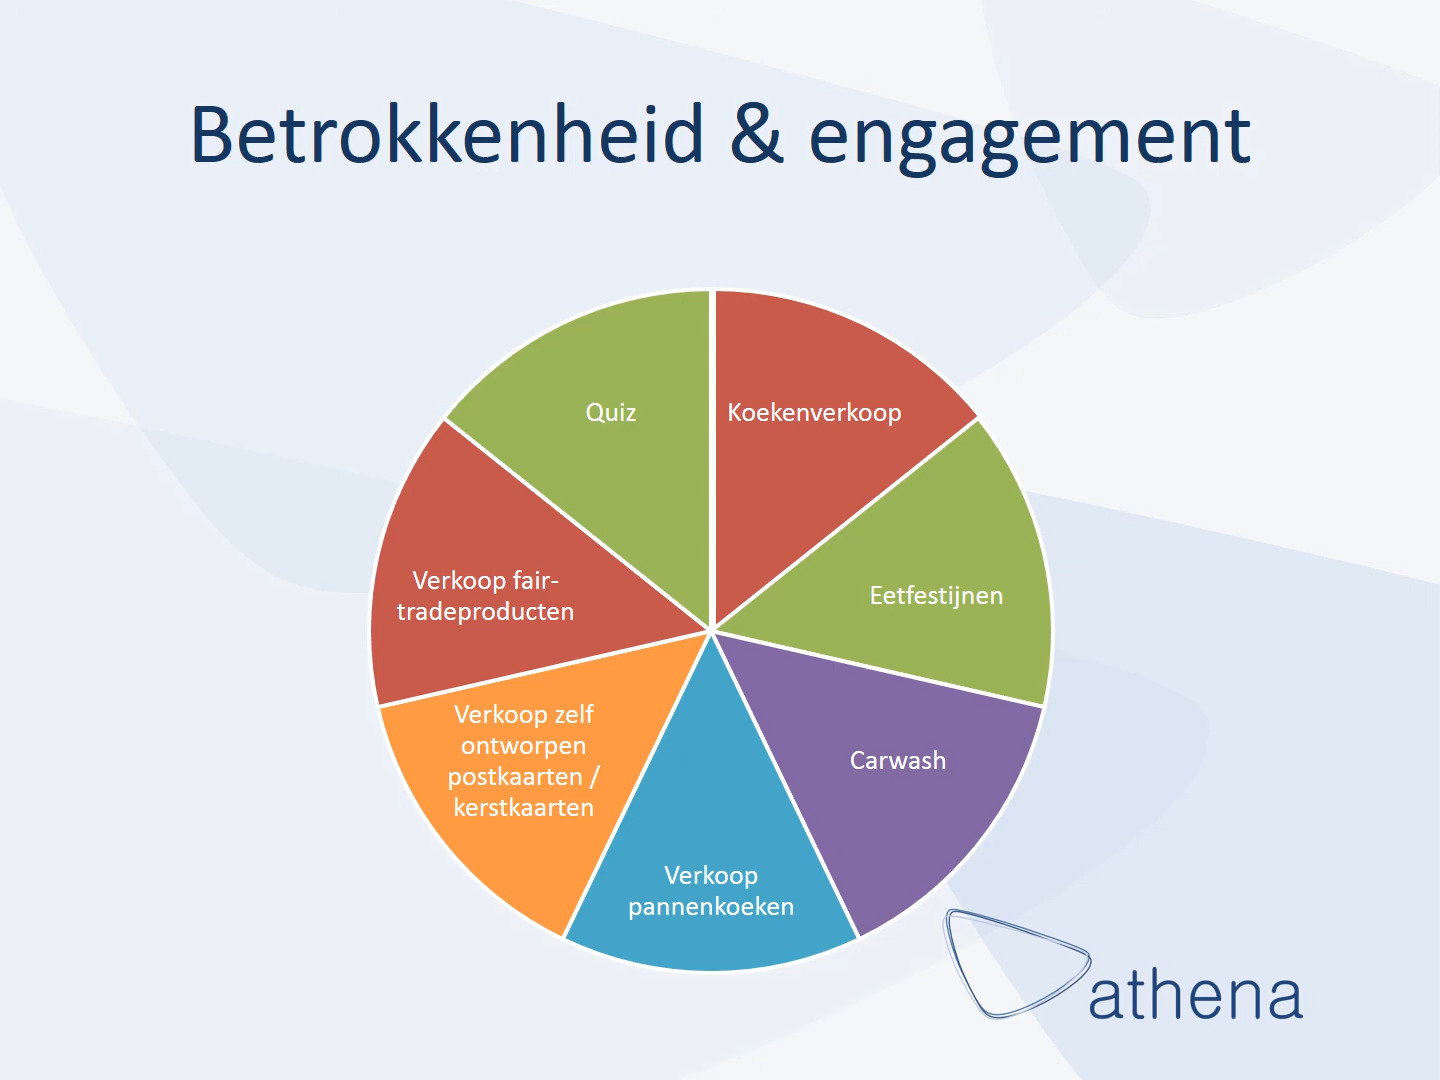 Betrokkenheid & engagement
Quiz
Koekenverkoop
Verkoop fair-
tradeproducten
Eetfestijnen
Verkoop zelf
ontworpen
postkaarten /
kerstkaarten
Carwash
Verkoop
pannenkoeken
athena